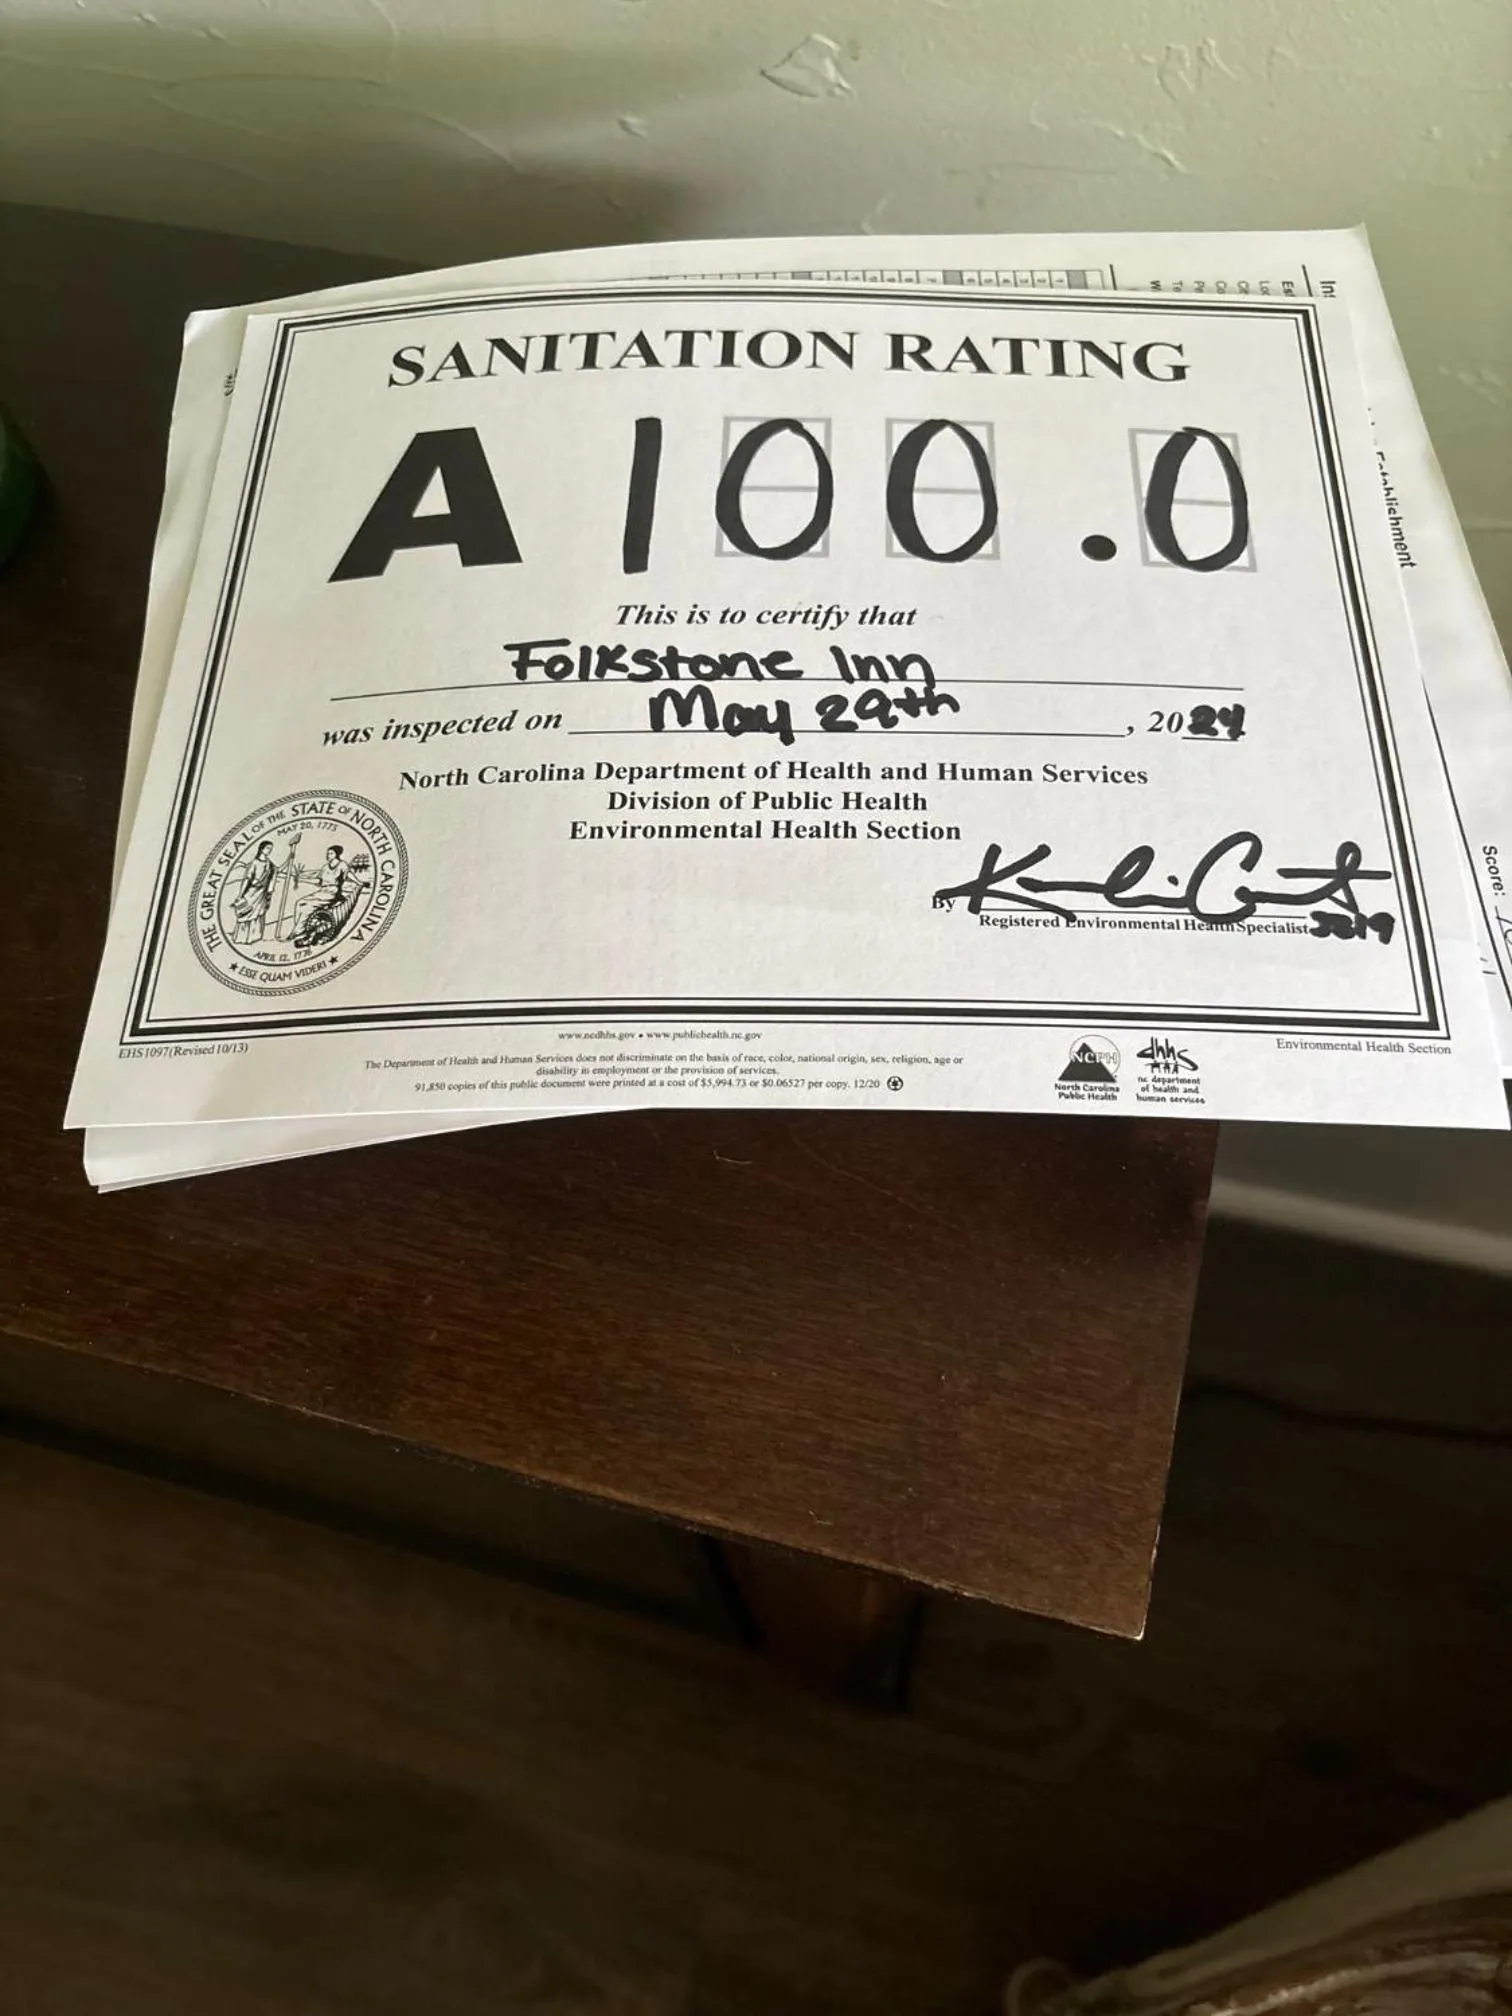 SANITATION RATING
A 100.0
This is to certify that
Folkstone Inn
was inspected on May 29th, 2024
North Carolina Department of Health and Human Services
Division of Public Health
Environmental Health Section
THE GREAT SEAL OF THE STATE OF NORTH CAROLINA
MAY 20, 1775
APRIL 12, 1776
★ ESSE QUAM VIDERI ★
By
Registered Environmental Health Specialist
EHS1097(Revised 10/13)
www.ncdhhs.gov • www.publichealth.nc.gov
Environmental Health Section
The Department of Health and Human Services does not discriminate on the basis of race, color, national origin, sex, religion, age or
disability in employment or the provision of services.
91,850 copies of this public document were printed at a cost of $5,994.73 or $0.06527 per copy. 12/20
NCPH
North Carolina
Public Health
dhhs
nc department
of health and
human services
Establishment
Score: